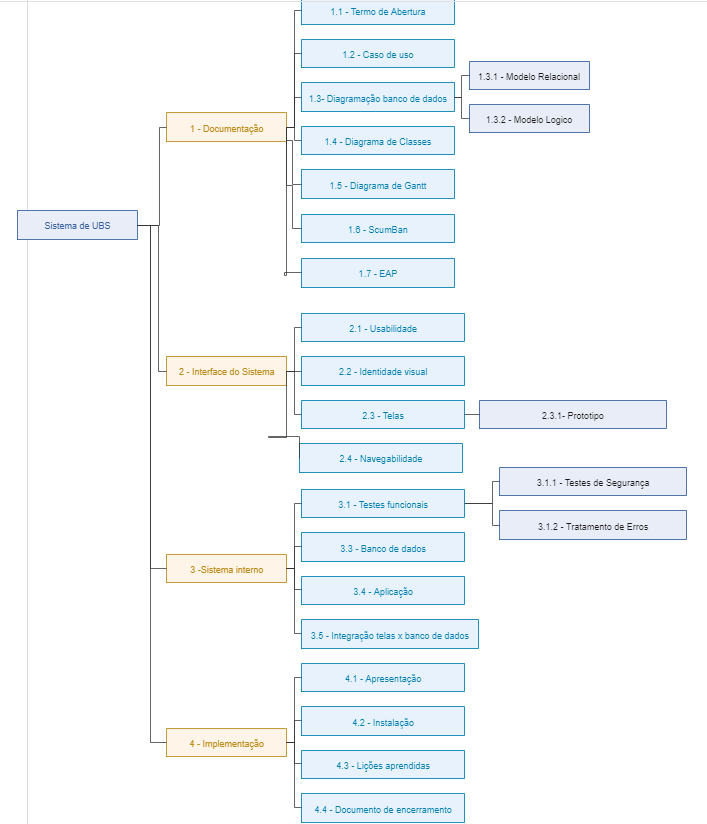 Sistema de UBS
1 - Documentação
1.1 - Termo de Abertura
1.2 - Caso de uso
1.3- Diagramação banco de dados
1.3.1 - Modelo Relacional
1.3.2 - Modelo Logico
1.4 - Diagrama de Classes
1.5 - Diagrama de Gantt
1.6 - ScumBan
1.7 - EAP
2 - Interface do Sistema
2.1 - Usabilidade
2.2 - Identidade visual
2.3 - Telas
2.3.1- Prototipo
2.4 - Navegabilidade
3 -Sistema interno
3.1 - Testes funcionais
3.1.1 - Testes de Segurança
3.1.2 - Tratamento de Erros
3.3 - Banco de dados
3.4 - Aplicação
3.5 - Integração telas x banco de dados
4 - Implementação
4.1 - Apresentação
4.2 - Instalação
4.3 - Lições aprendidas
4.4 - Documento de encerramento